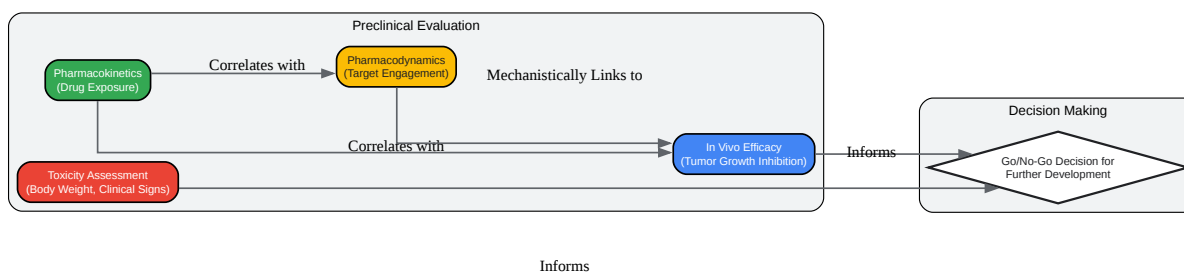 Preclinical Evaluation
Pharmacokinetics
(Drug Exposure)
Correlates with
Pharmacodynamics
(Target Engagement)
Mechanistically Links to
Correlates with
In Vivo Efficacy
(Tumor Growth Inhibition)
Toxicity Assessment
(Body Weight, Clinical Signs)
Informs
Decision Making
Go/No-Go Decision for
Further Development
Informs